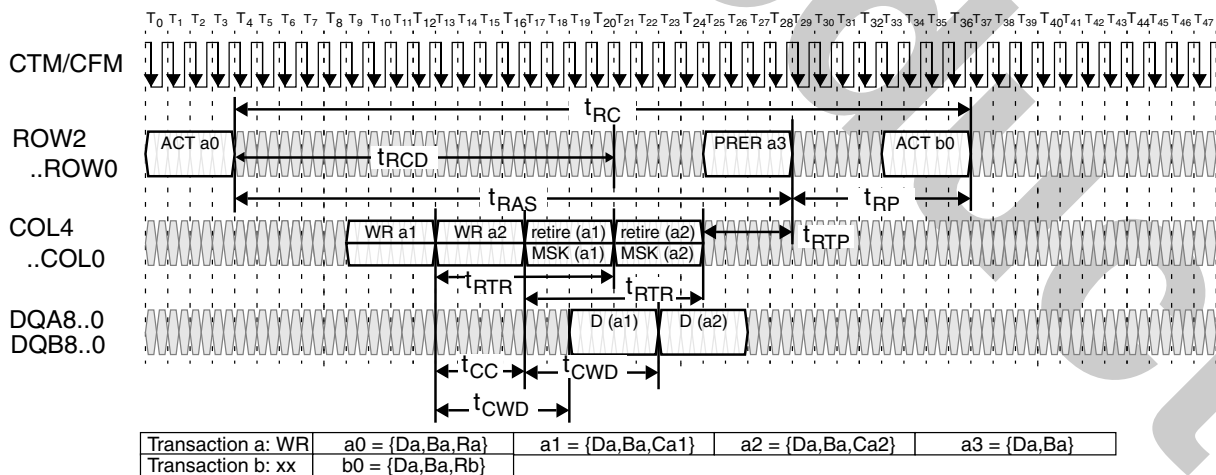 T0 T1 T2 T3 T4 T5 T6 T7 T8 T9 T10 T11 T12 T13 T14 T15 T16 T17 T18 T19 T20 T21 T22 T23 T24 T25 T26 T27 T28 T29 T30 T31 T32 T33 T34 T35 T36 T37 T38 T39 T40 T41 T42 T43 T44 T45 T46 T47
CTM/CFM
tRC
ROW2
..ROW0
ACT a0
PRER a3
ACT b0
tRCD
tRAS
tRP
COL4
..COL0
WR a1
WR a2
retire (a1)
retire (a2)
MSK (a1)
MSK (a2)
tRTP
tRTR
tRTR
DQA8..0
DQB8..0
D (a1)
D (a2)
tCC
tCWD
tCWD
Transaction a: WR a0 = {Da,Ba,Ra} a1 = {Da,Ba,Ca1} a2 = {Da,Ba,Ca2} a3 = {Da,Ba}
Transaction b: xx b0 = {Da,Ba,Rb}